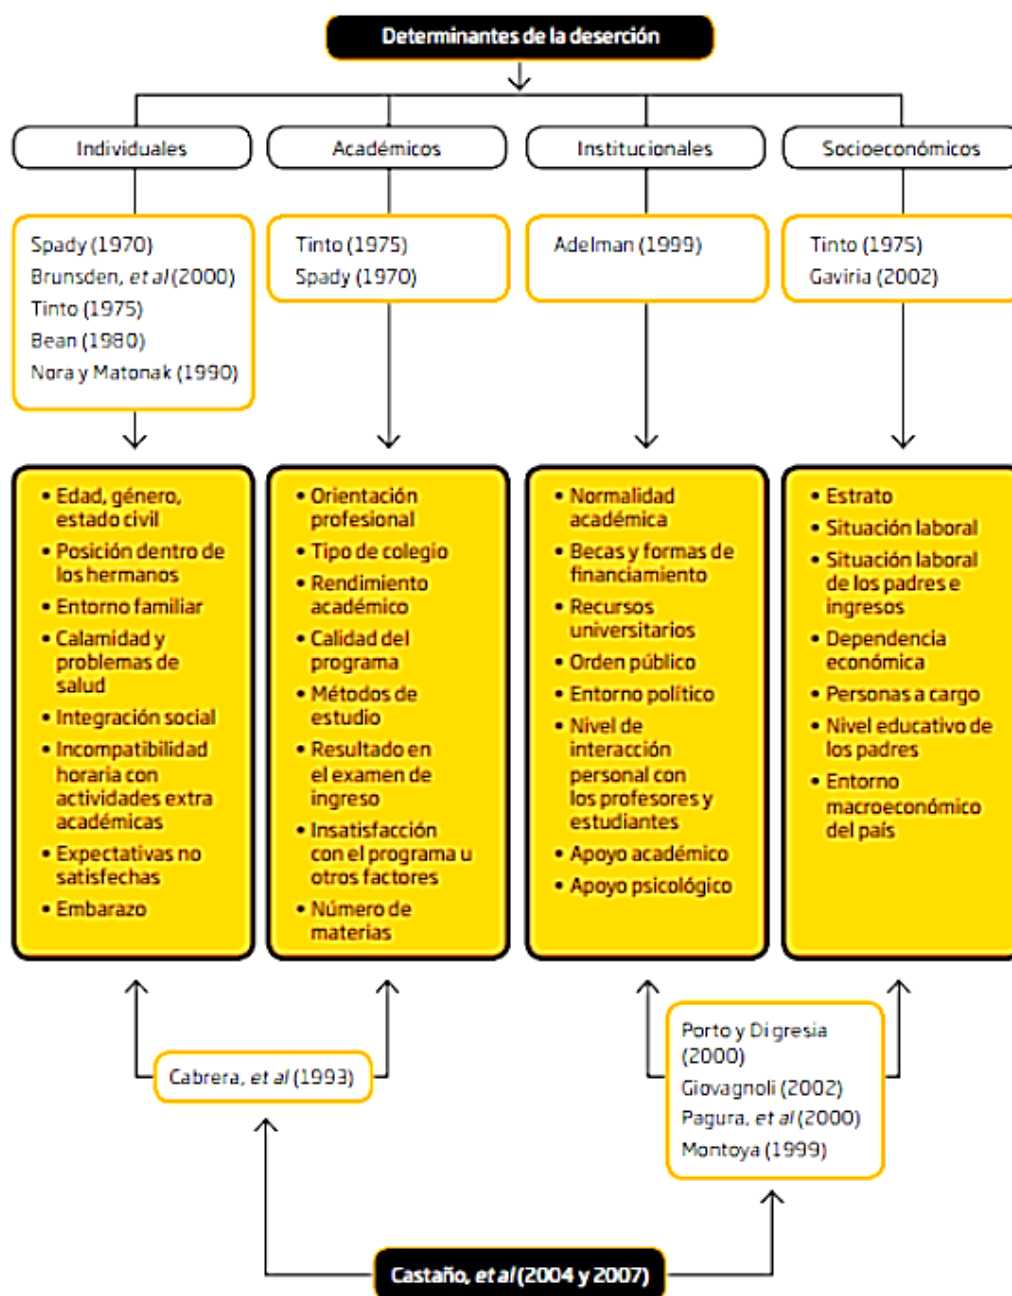 Determinantes de la deserción
Individuales
Académicos
Institucionales
Socioeconómicos
Spady (1970)
Brunsden, et al (2000)
Tinto (1975)
Bean (1980)
Nora y Matonak (1990)
Tinto (1975)
Spady (1970)
Adelman (1999)
Tinto (1975)
Gaviria (2002)
• Edad, género,
estado civil
• Posición dentro de
los hermanos
• Entorno familiar
• Calamidad y
problemas de
salud
• Integración social
• Incompatibilidad
horaria con
actividades extra
académicas
• Expectativas no
satisfechas
• Embarazo
• Orientación
profesional
• Tipo de colegio
• Rendimiento
académico
• Calidad del
programa
• Métodos de
estudio
• Resultado en
el examen de
ingreso
• Insatisfacción
con el programa u
otros factores
• Número de
materias
• Normalidad
académica
• Becas y formas de
financiamiento
• Recursos
universitarios
• Orden público
• Entorno político
• Nivel de
interacción
personal con
los profesores y
estudiantes
• Apoyo académico
• Apoyo psicológico
• Estrato
• Situación laboral
• Situación laboral
de los padres e
ingresos
• Dependencia
económica
• Personas a cargo
• Nivel educativo de
los padres
• Entorno
macroeconómico
del país
Cabrera, et al (1993)
Porto y Di gresia
(2000)
Giovagnoli (2002)
Pagura, et al (2000)
Montoya (1999)
Castaño, et al (2004 y 2007)